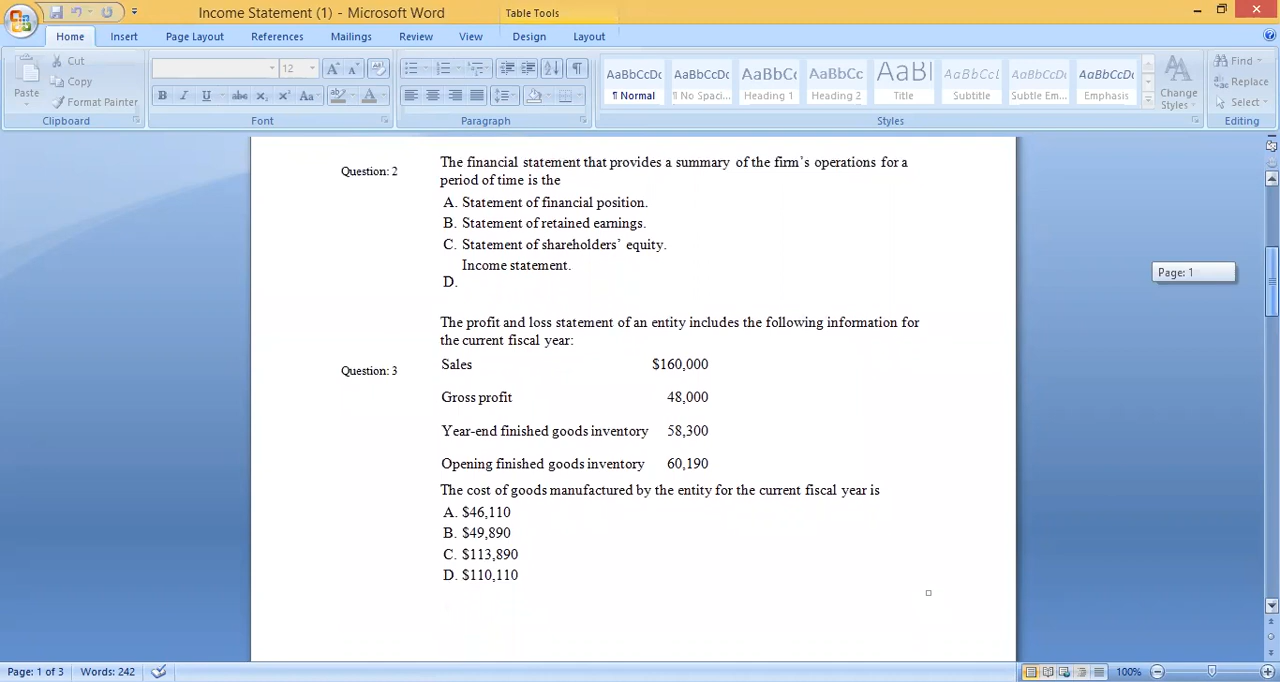 Income Statement (1) - Microsoft Word
Table Tools
Home Insert Page Layout References Mailings Review View Design Layout
Paste
Cut
Copy
Format Painter
Clipboard
12
A A
B I U abc x₂ x² Aa ab A
Font
Paragraph
AaBbCcDc AaBbCcDc AaBbC AaBbCc AaBl AaBbCcL AaBbCcDc AaBbCcDc
¶ Normal ¶ No Spaci... Heading 1 Heading 2 Title Subtitle Subtle Em... Emphasis
Change
Styles
Styles
Find
Replace
Select
Editing
Question: 2
The financial statement that provides a summary of the firm's operations for a
period of time is the
A. Statement of financial position.
B. Statement of retained earnings.
C. Statement of shareholders' equity.
Income statement.
D.
Page: 1
The profit and loss statement of an entity includes the following information for
the current fiscal year:
Question: 3
Sales $160,000
Gross profit 48,000
Year-end finished goods inventory 58,300
Opening finished goods inventory 60,190
The cost of goods manufactured by the entity for the current fiscal year is
A. $46,110
B. $49,890
C. $113,890
D. $110,110
Page: 1 of 3 Words: 242 100%